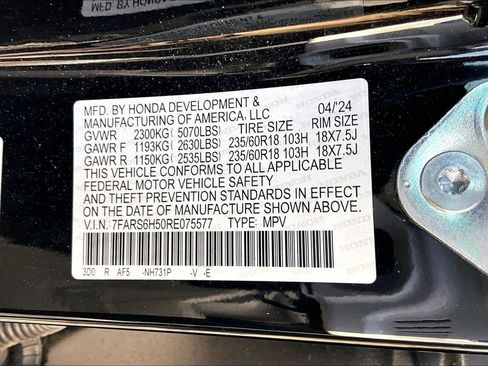 MFD. BY HONDA DEVELOPMENT &
MANUFACTURING OF AMERICA, LLC 04/24
GVWR 2300KG( 5070LBS) TIRE SIZE RIM SIZE
GAWR F 1193KG( 2630LBS) 235/60R18 103H 18X7.5J
GAWR R 1150KG( 2535LBS) 235/60R18 103H 18X7.5J
THIS VEHICLE CONFORMS TO ALL APPLICABLE
FEDERAL MOTOR VEHICLE SAFETY
AND THEFT PREVENTION STANDARDS IN EFFECT
ON THE DATE OF MANUFACTURE SHOWN ABOVE.
V.I.N.: 7FARS6H50RE075577 TYPE: MPV
3D0 R AF5 -NH731P -V -E